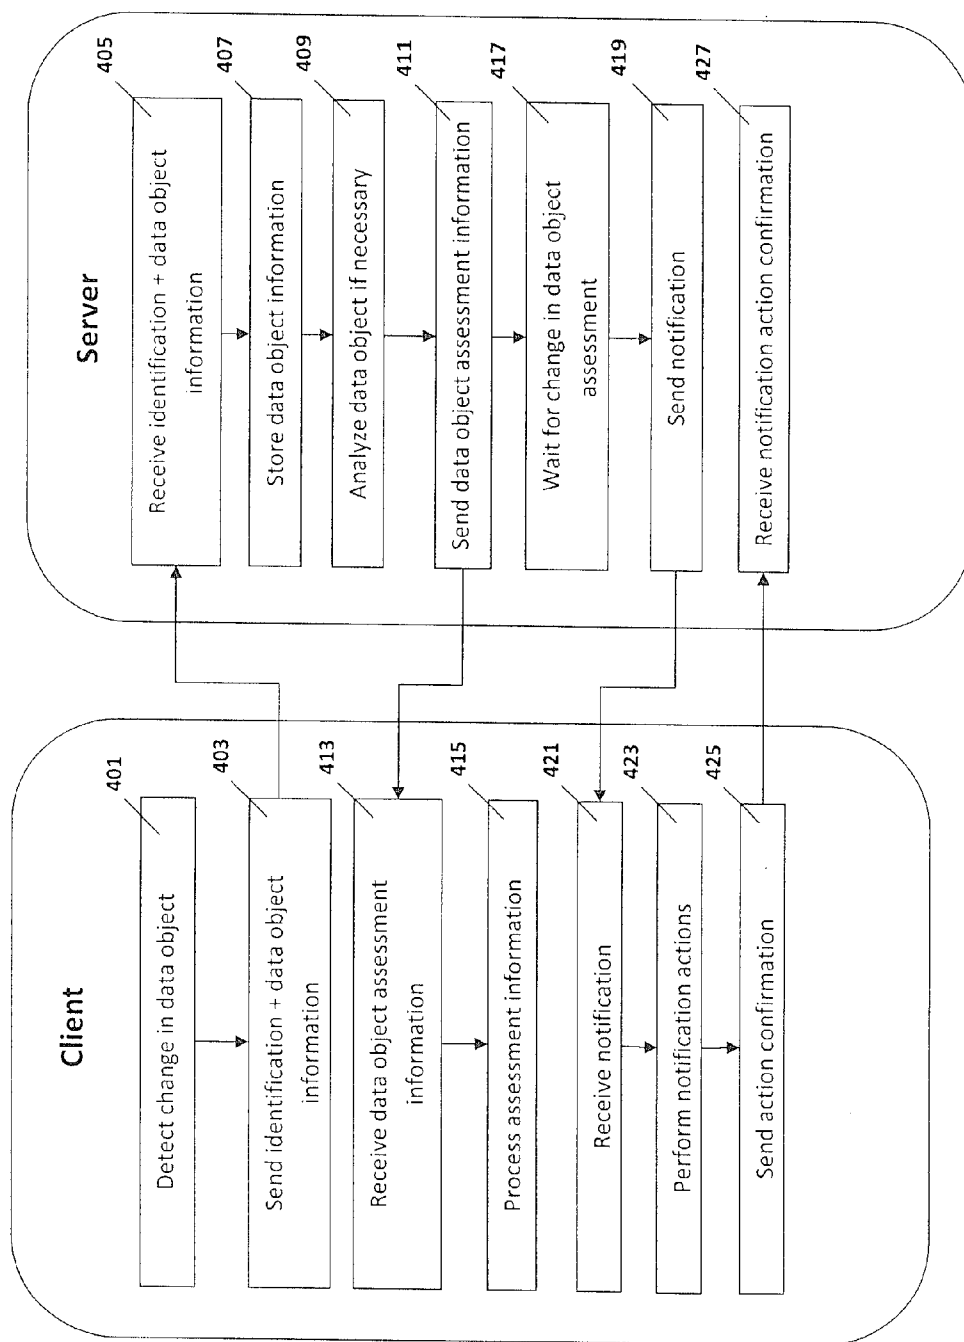 Client
401
Detect change in data object
403
Send identification + data object
information
413
Receive data object assessment
information
415
Process assessment information
421
Receive notification
423
Perform notification actions
425
Send action confirmation
Server
405
Receive identification + data object
information
407
Store data object information
409
Analyze data object if necessary
411
Send data object assessment information
417
Wait for change in data object
assessment
419
Send notification
427
Receive notification action confirmation